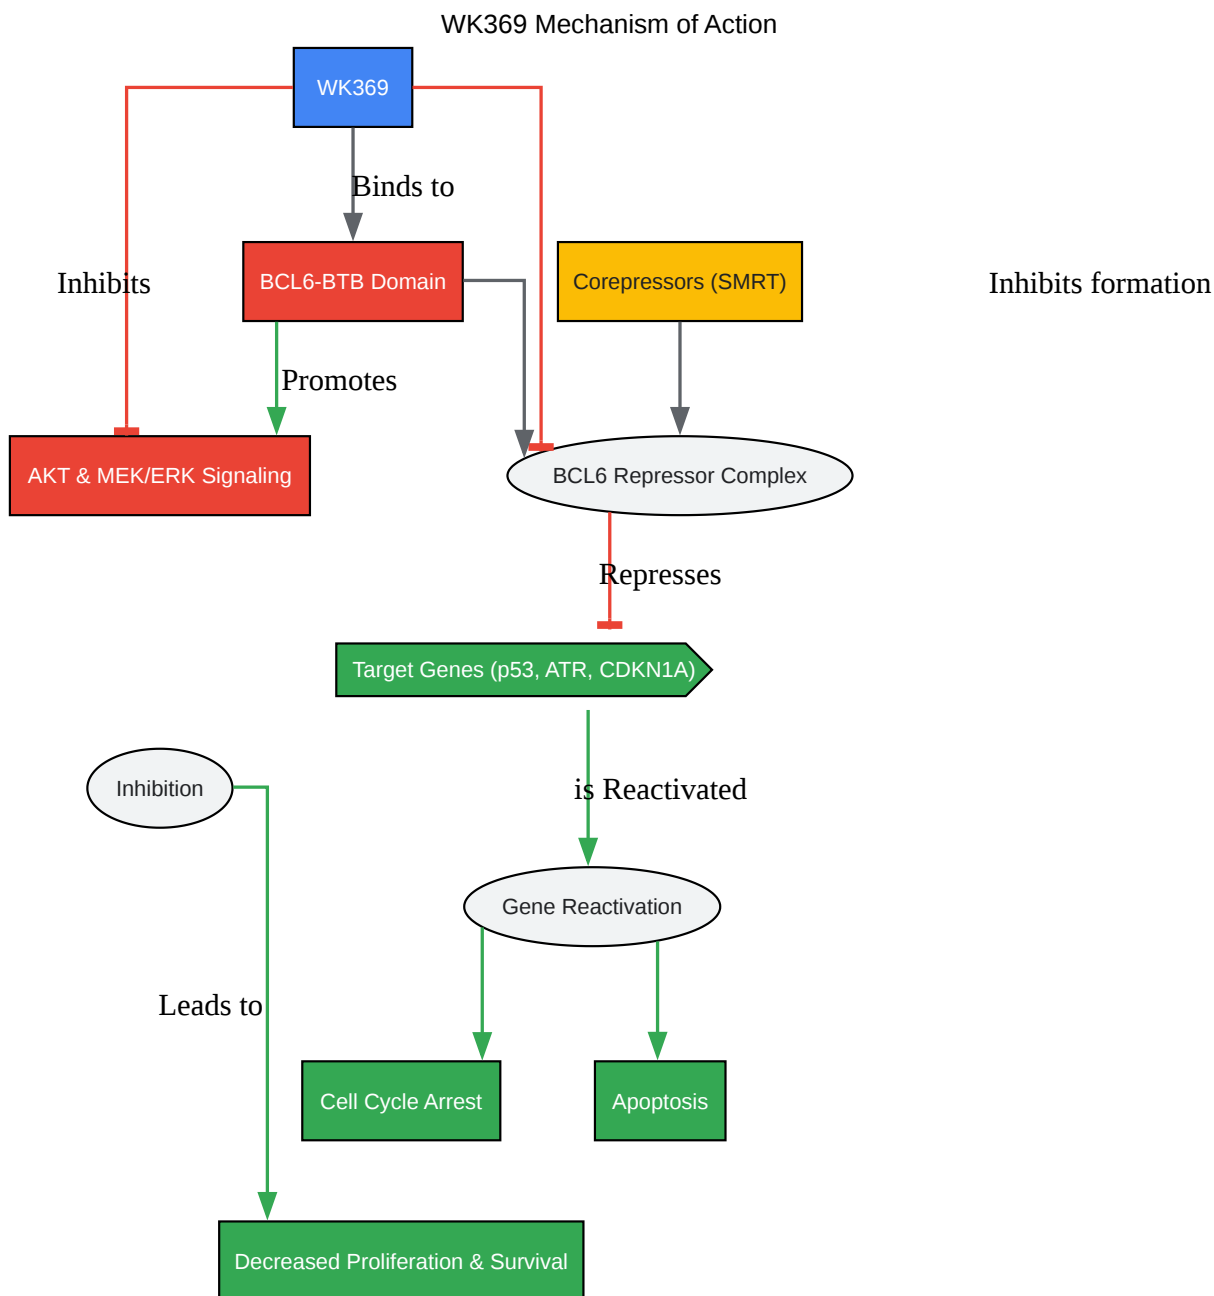 WK369 Mechanism of Action
WK369
Binds to
BCL6-BTB Domain
Corepressors (SMRT)
Inhibits
Inhibits formation
Promotes
AKT & MEK/ERK Signaling
BCL6 Repressor Complex
Represses
Target Genes (p53, ATR, CDKN1A)
Inhibition
is Reactivated
Gene Reactivation
Leads to
Cell Cycle Arrest
Apoptosis
Decreased Proliferation & Survival